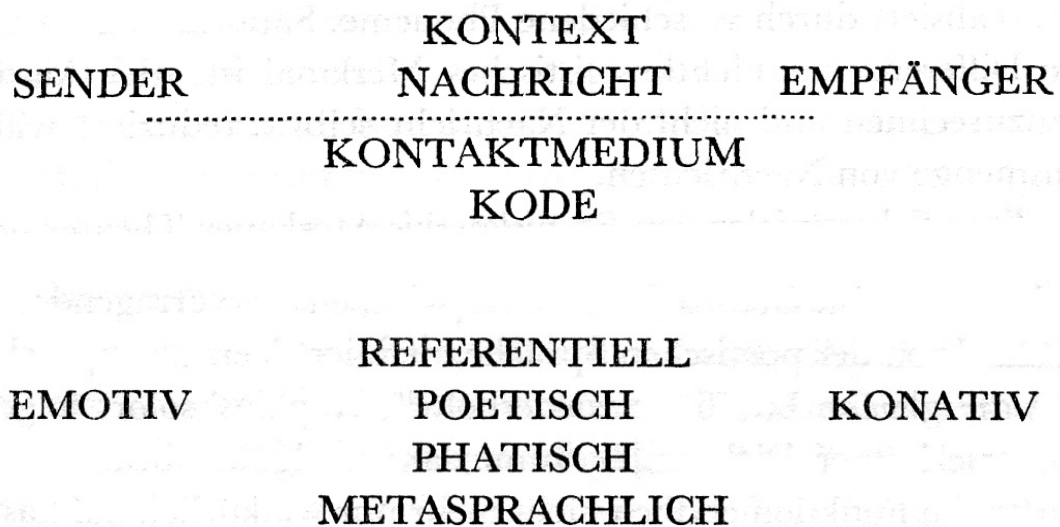 KONTEXT
SENDER NACHRICHT EMPFÄNGER
KONTAKTMEDIUM
KODE
REFERENTIELL
EMOTIV POETISCH KONATIV
PHATISCH
METASPRACHLICH